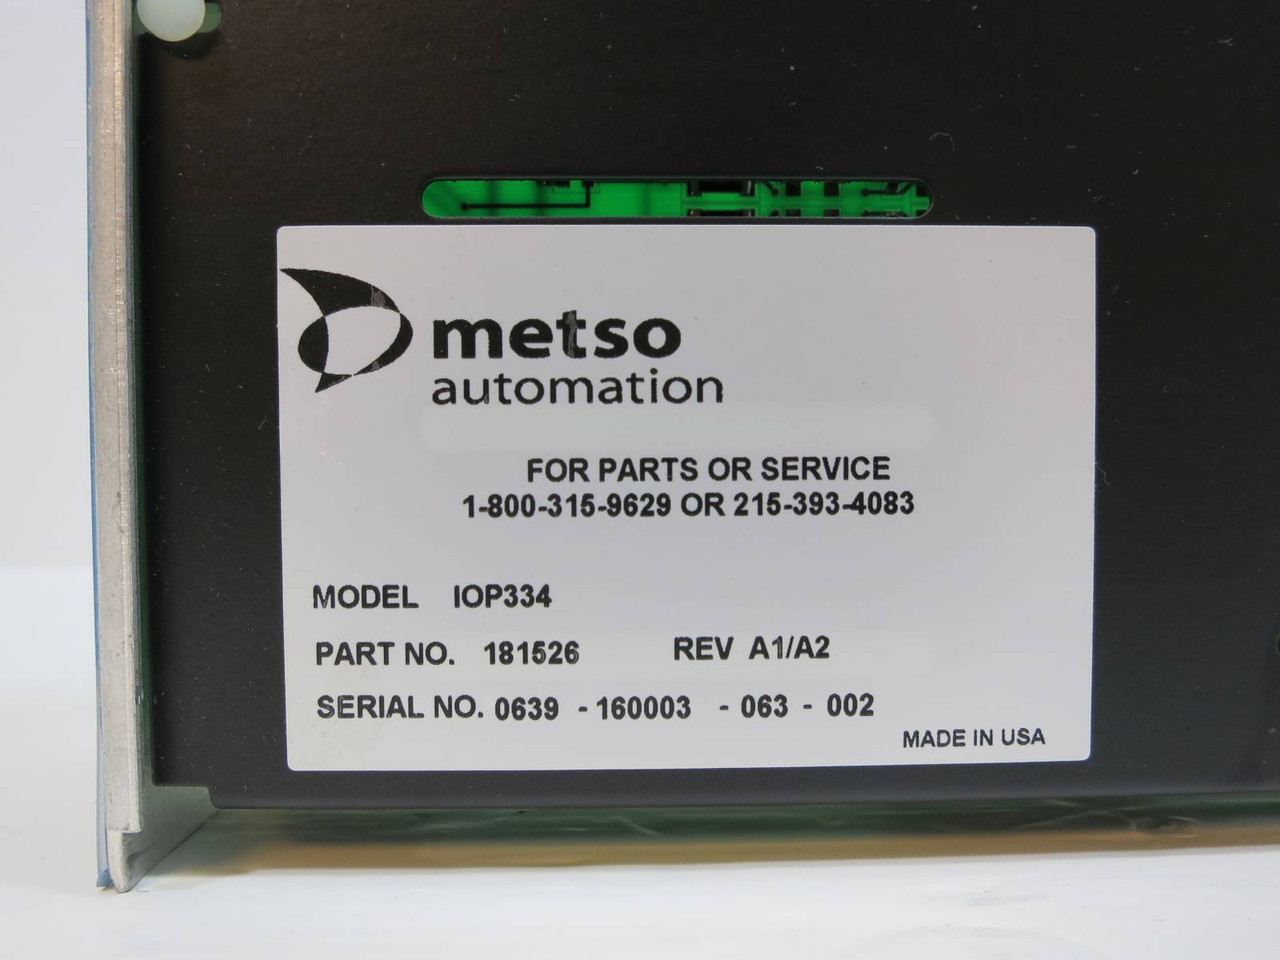 metso
automation
FOR PARTS OR SERVICE
1-800-315-9629 OR 215-393-4083
MODEL IOP334
PART NO. 181526 REV A1/A2
SERIAL NO. 0639 - 160003 - 063 - 002
MADE IN USA